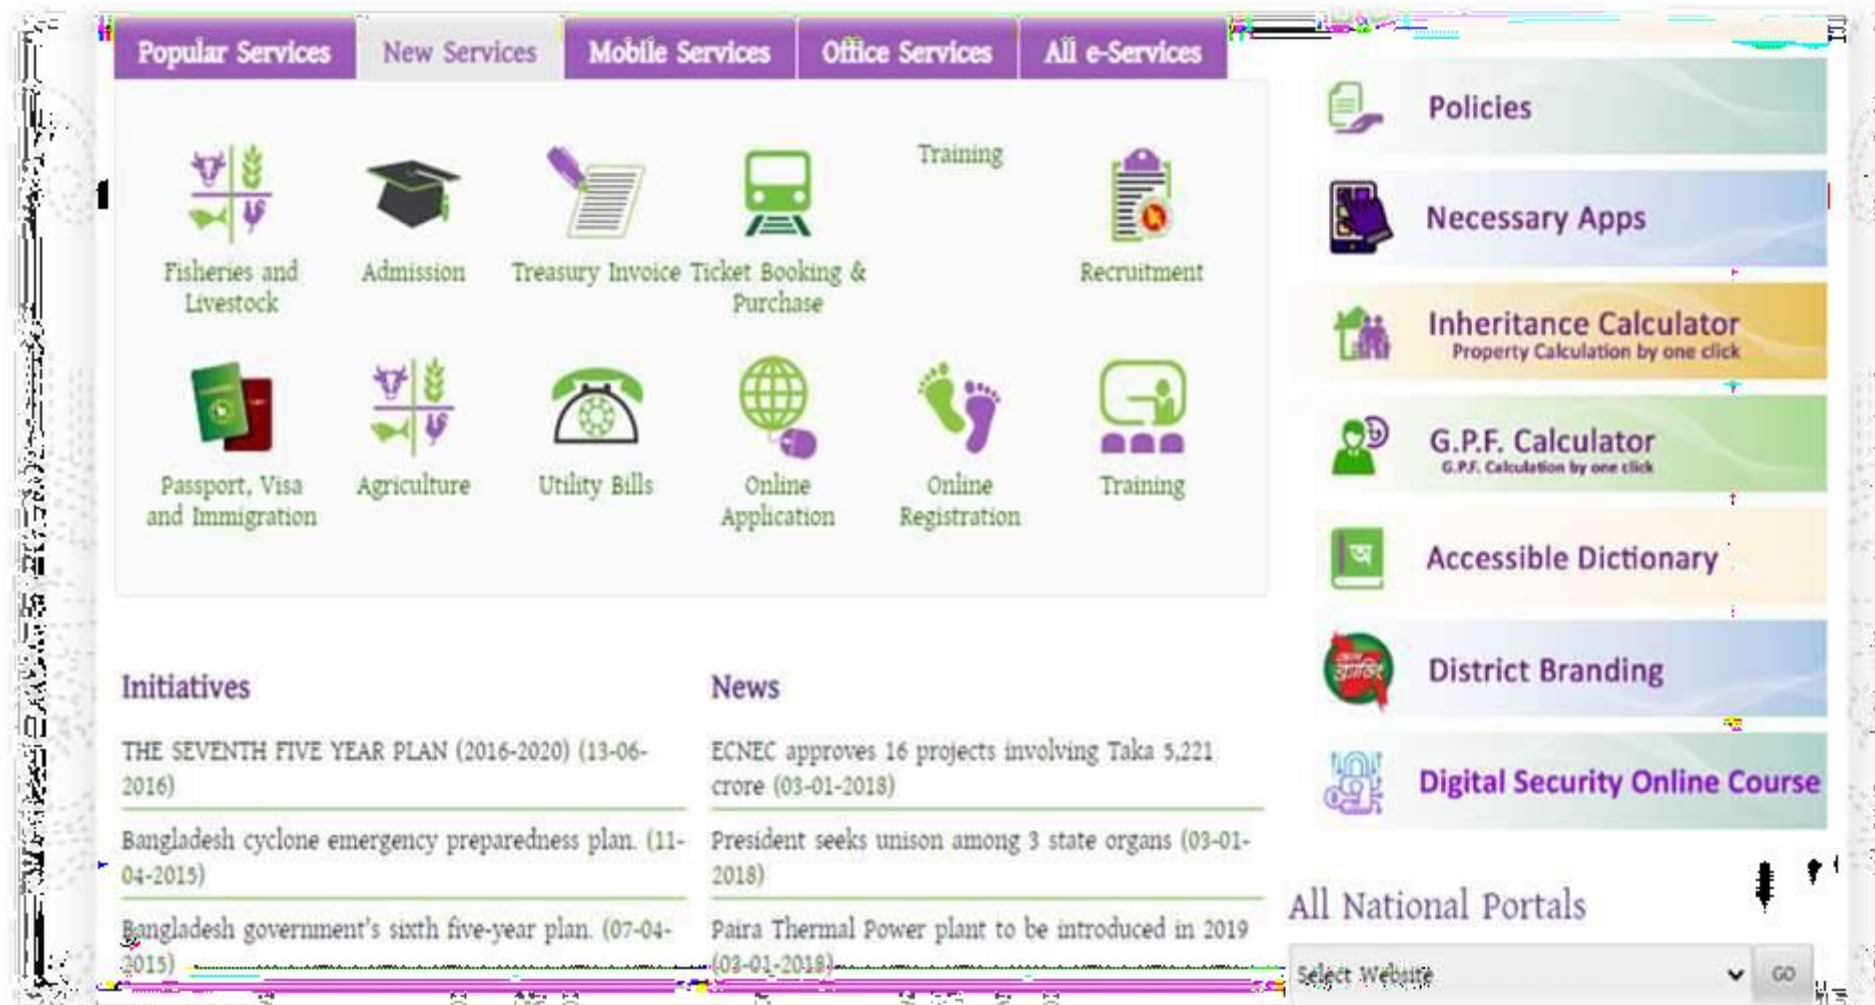 Popular Services
New Services
Mobile Services
Office Services
All e-Services
Training
Fisheries and
Livestock
Admission
Treasury Invoice
Ticket Booking &
Purchase
Recruitment
Passport, Visa
and Immigration
Agriculture
Utility Bills
Online
Application
Online
Registration
Training
Initiatives
THE SEVENTH FIVE YEAR PLAN (2016-2020) (13-06-
2016)
Bangladesh cyclone emergency preparedness plan. (11-
04-2015)
Bangladesh government's sixth five-year plan. (07-04-
2015)
News
ECNEC approves 16 projects involving Taka 5,221
crore (03-01-2018)
President seeks unison among 3 state organs (03-01-
2018)
Paira Thermal Power plant to be introduced in 2019
(03-01-2018)
Policies
Necessary Apps
Inheritance Calculator
Property Calculation by one click
G.P.F. Calculator
G.P.F. Calculation by one click
অ
Accessible Dictionary
District Branding
Digital Security Online Course
All National Portals
Select Website
GO